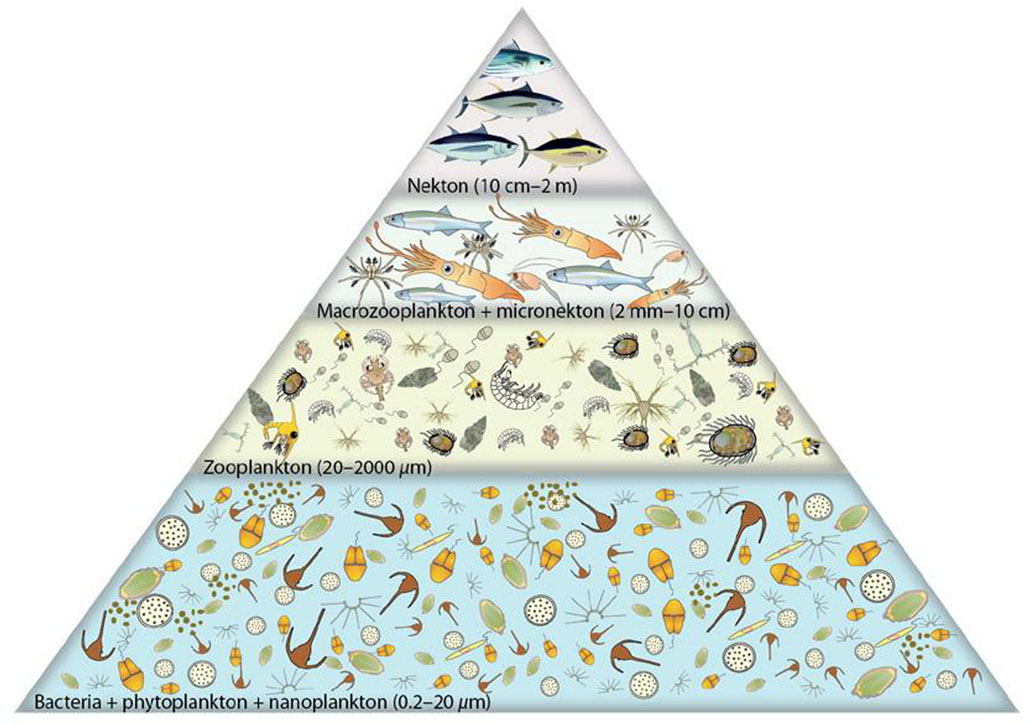 Nekton (10 cm–2 m)
Macrozooplankton + micronekton (2 mm–10 cm)
Zooplankton (20–2000 µm)
Bacteria + phytoplankton + nanoplankton (0.2–20 µm)